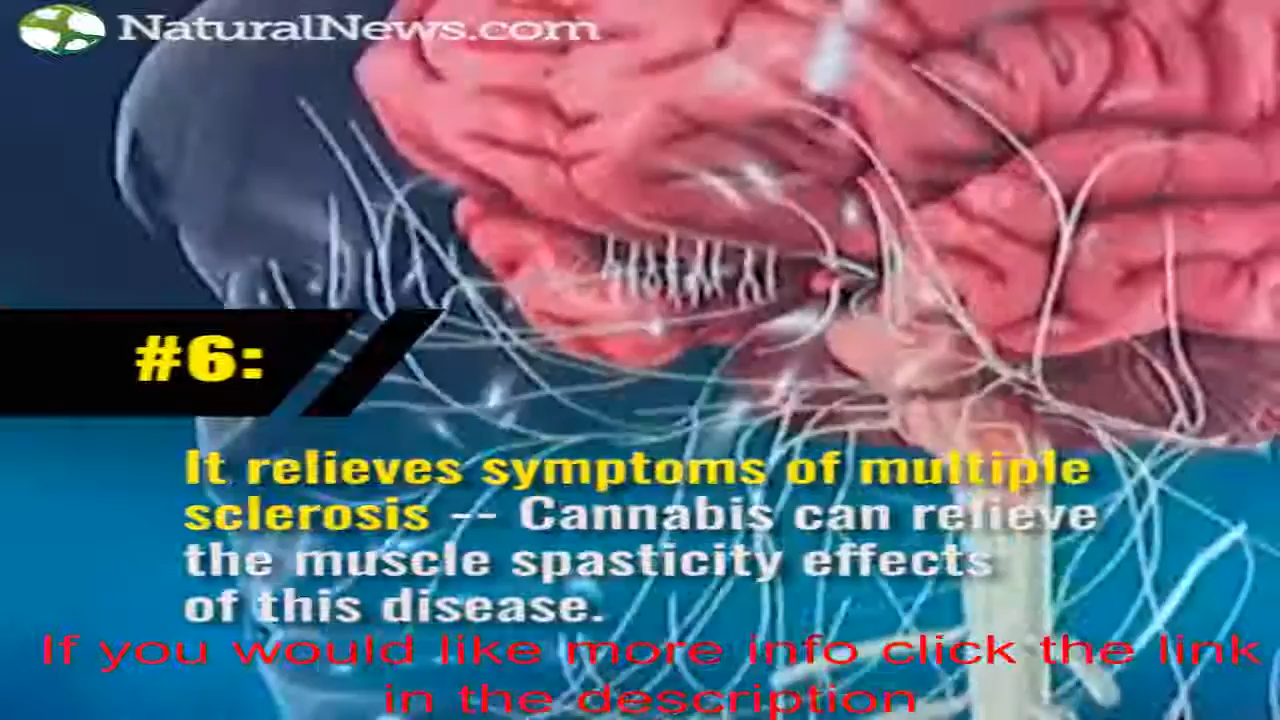 NaturalNews.com
#6:
It relieves symptoms of multiple
sclerosis -- Cannabis can relieve
the muscle spasticity effects
of this disease.
If you would like more info click the link
in the description